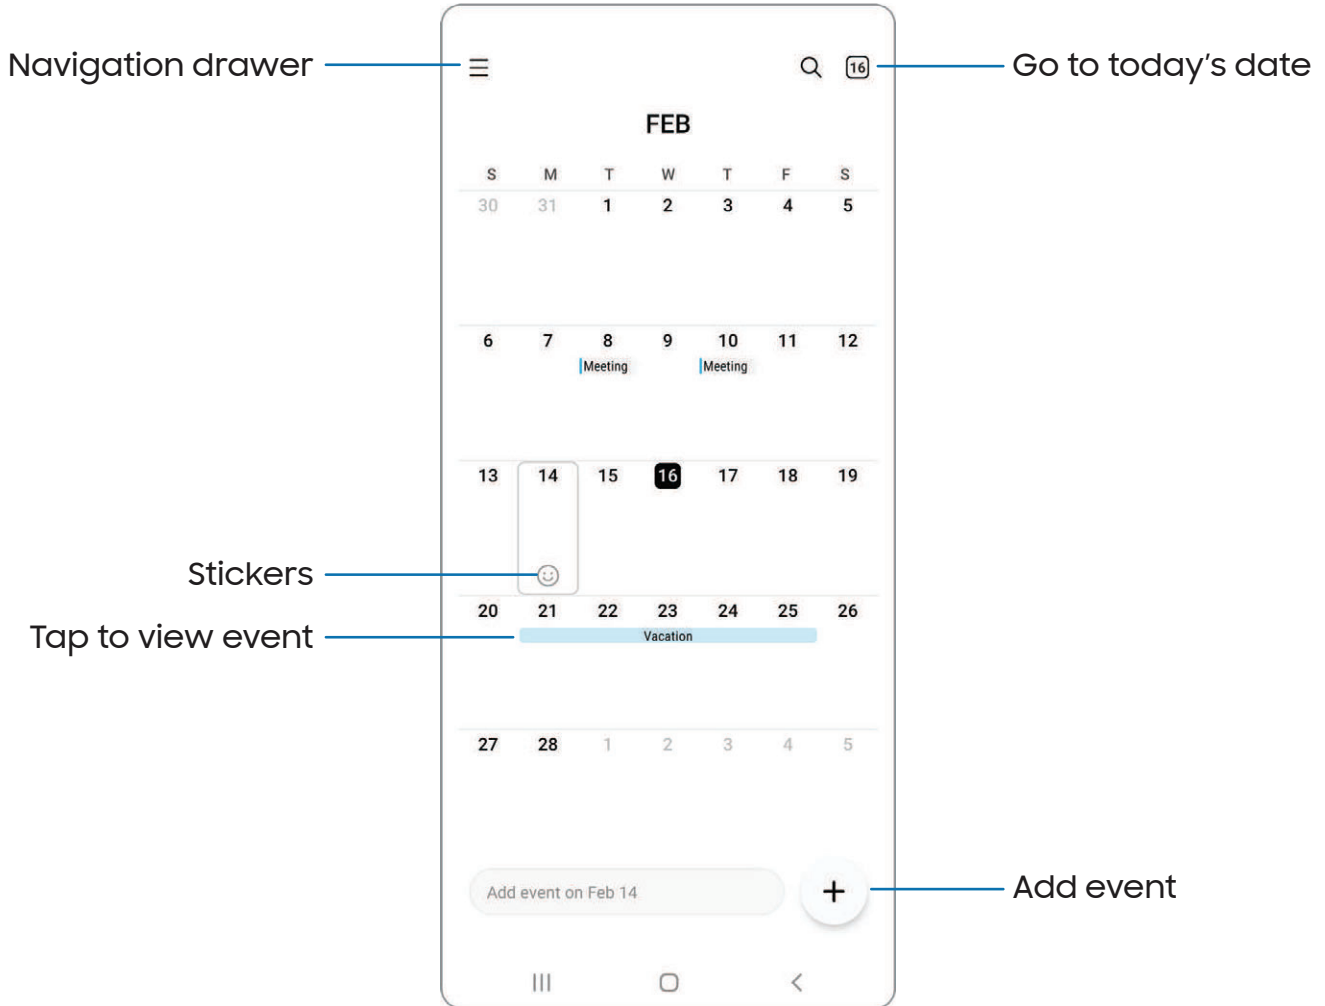 Navigation drawer
16
Go to today's date
FEB
S M T W T F S
30 31 1 2 3 4 5
6 7 8 9 10 11 12
Meeting Meeting
13 14 15 16 17 18 19
Stickers
20 21 22 23 24 25 26
Tap to view event
Vacation
27 28 1 2 3 4 5
Add event on Feb 14
+
Add event